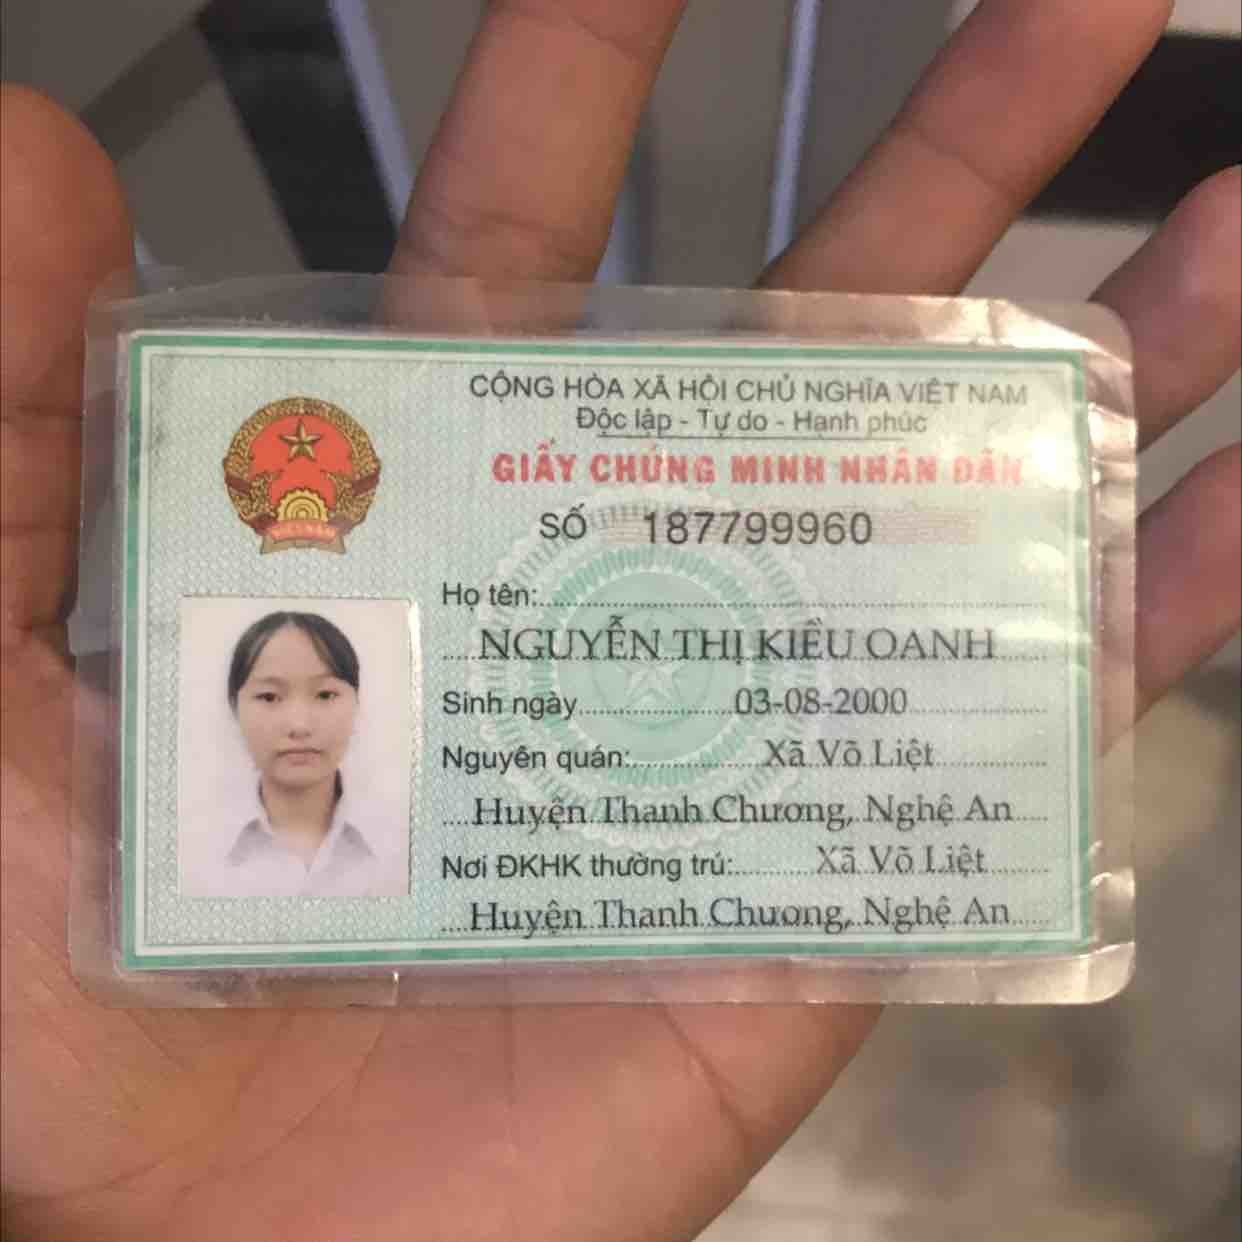 CỘNG HÒA XÃ HỘI CHỦ NGHĨA VIỆT NAM
Độc lập - Tự do - Hạnh phúc
GIẤY CHỨNG MINH NHÂN DÂN
SỐ 187799960
Họ tên:
NGUYỄN THỊ KIỀU OANH
Sinh ngày 03-08-2000
Nguyên quán: Xã Võ Liệt
Huyện Thanh Chương, Nghệ An
Nơi ĐKHK thường trú: Xã Võ Liệt
Huyện Thanh Chương, Nghệ An
VIỆT NAM